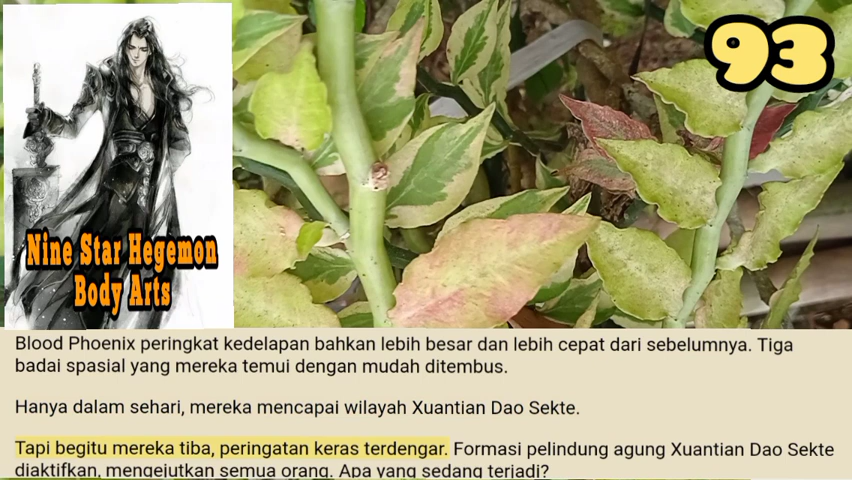 93
Nine Star Hegemon
Body Arts
Blood Phoenix peringkat kedelapan bahkan lebih besar dan lebih cepat dari sebelumnya. Tiga
badai spasial yang mereka temui dengan mudah ditembus.
Hanya dalam sehari, mereka mencapai wilayah Xuantian Dao Sekte.
Tapi begitu mereka tiba, peringatan keras terdengar. Formasi pelindung agung Xuantian Dao Sekte
diaktifkan, mengejutkan semua orang. Apa yang sedang terjadi?